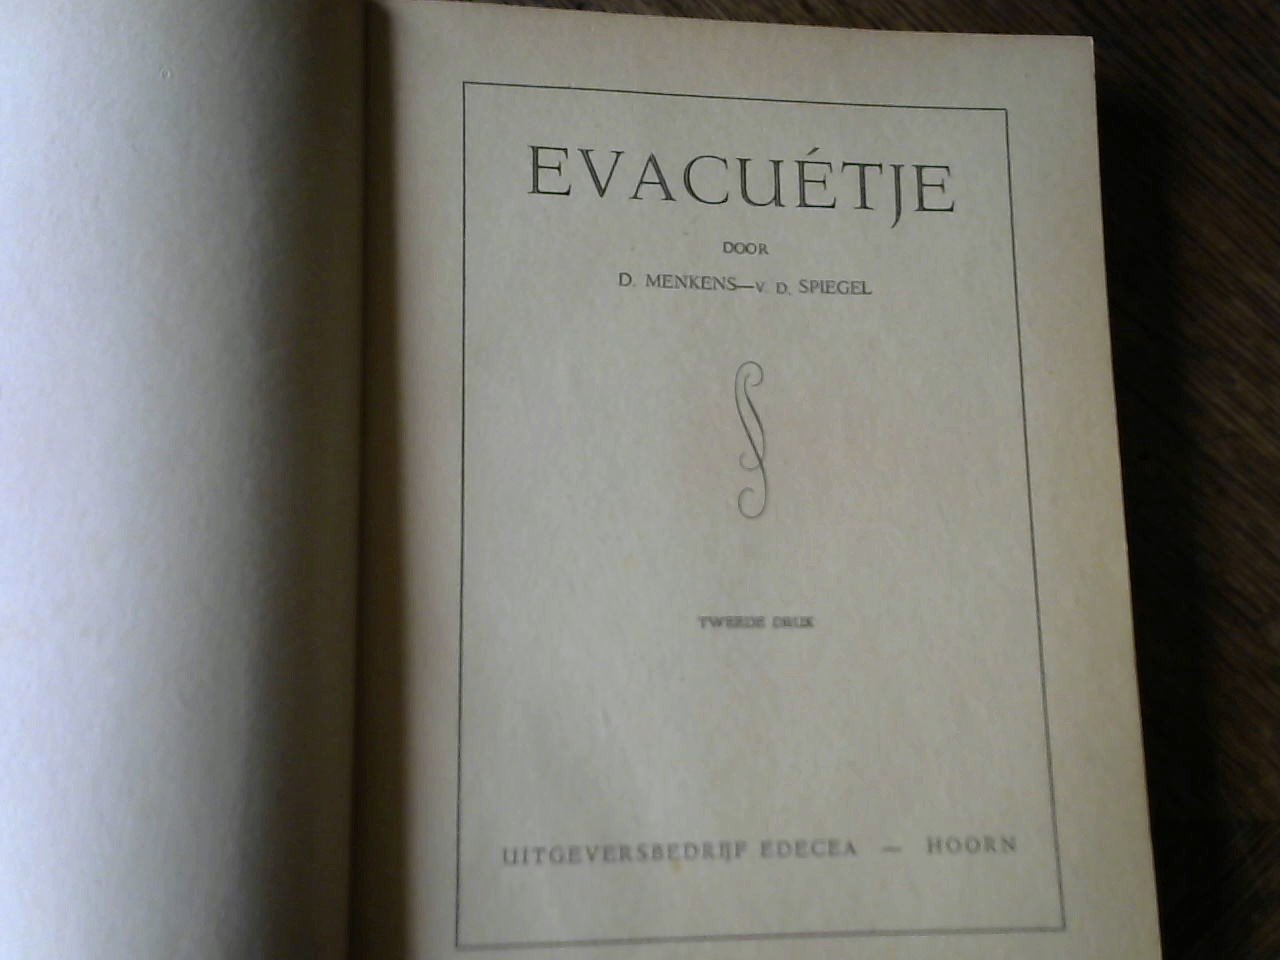 EVACUÉTJE
DOOR
D. MENKENS—V. D. SPIEGEL
TWEEDE DRUK
UITGEVERSBEDRIJF EDECEA — HOORN